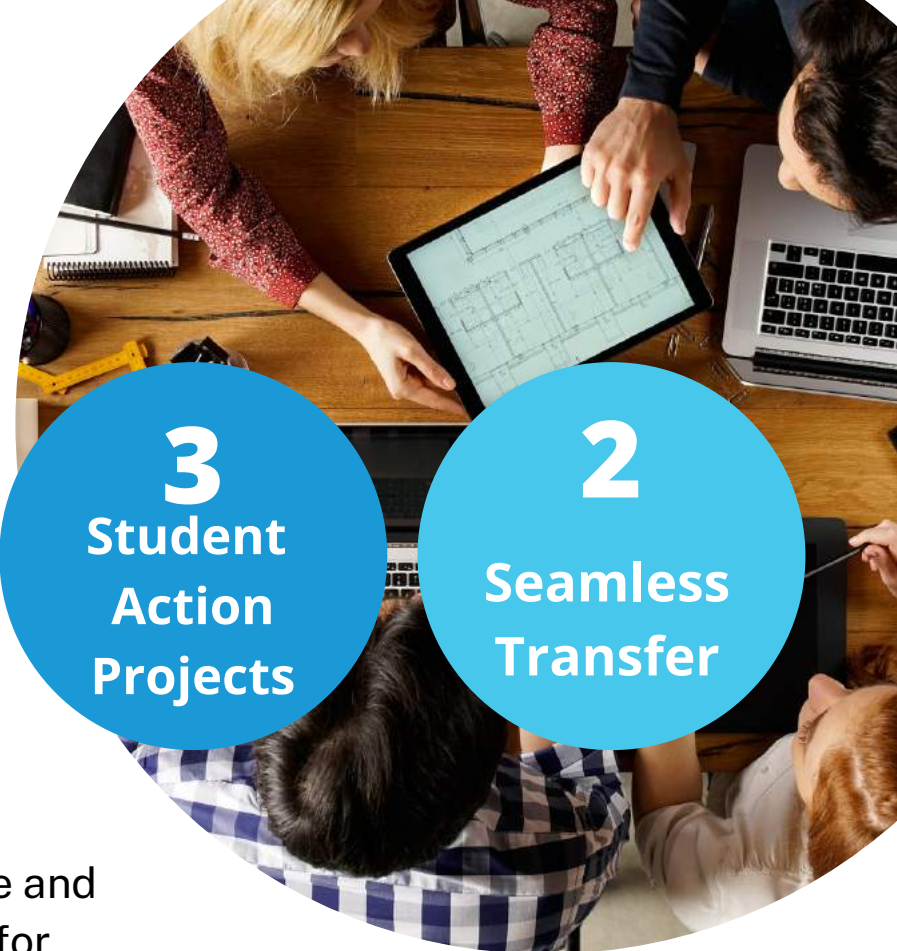 3
Student
Action
Projects
2
Seamless
Transfer
and
for